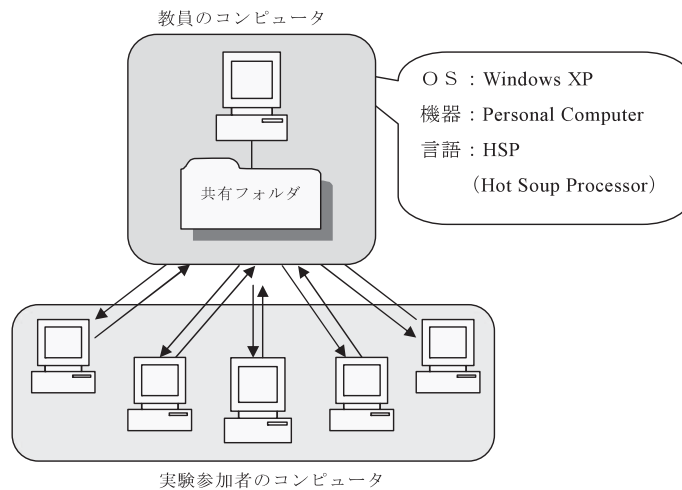 教員のコンピュータ
ＯＳ：Windows XP
機器：Personal Computer
言語：HSP
（Hot Soup Processor）
共有フォルダ
実験参加者のコンピュータ